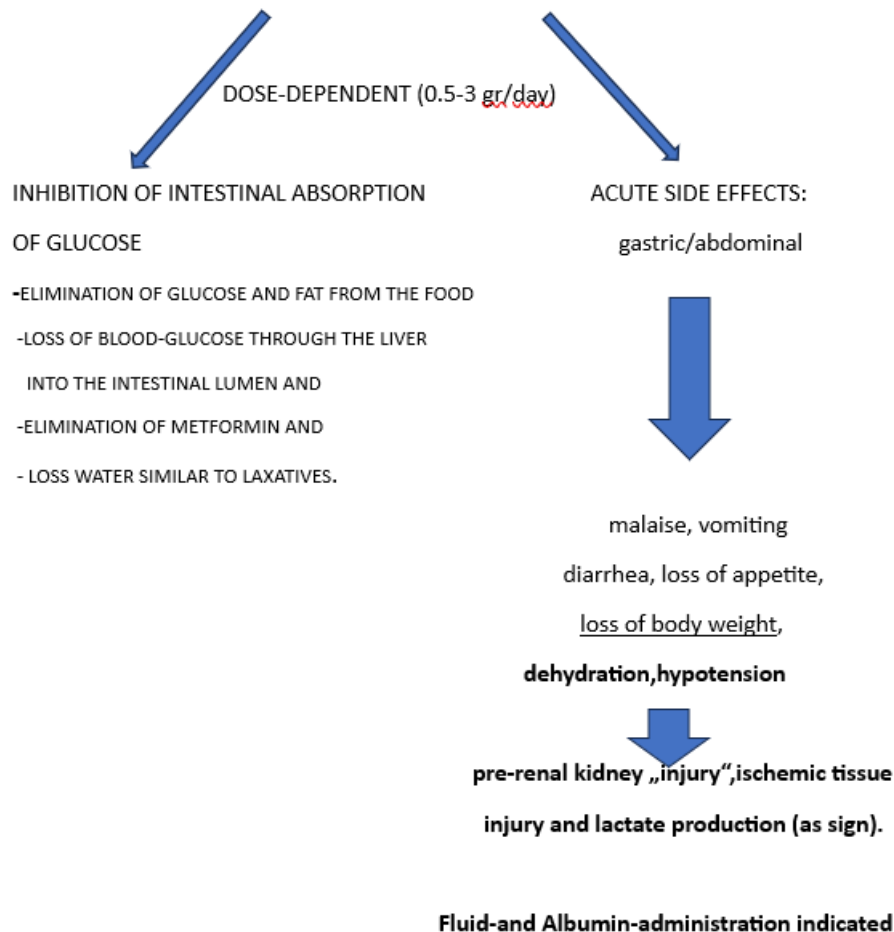 DOSE-DEPENDENT (0.5-3 gr/day)
INHIBITION OF INTESTINAL ABSORPTION
OF GLUCOSE
-ELIMINATION OF GLUCOSE AND FAT FROM THE FOOD
-LOSS OF BLOOD-GLUCOSE THROUGH THE LIVER
INTO THE INTESTINAL LUMEN AND
-ELIMINATION OF METFORMIN AND
- LOSS WATER SIMILAR TO LAXATIVES.
ACUTE SIDE EFFECTS:
gastric/abdominal
malaise, vomiting
diarrhea, loss of appetite,
loss of body weight,
dehydration,hypotension
pre-renal kidney „injury“,ischemic tissue
injury and lactate production (as sign).
Fluid-and Albumin-administration indicated